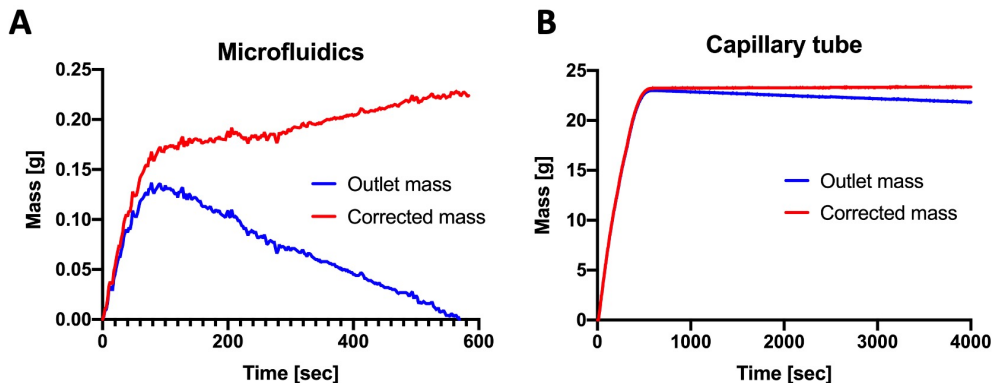 A
Microfluidics
Mass [g]
0.25
0.20
0.15
0.10
0.05
0.00
0 200 400 600
Time [sec]
Outlet mass
Corrected mass
B
Capillary tube
Mass [g]
25
20
15
10
5
0
0 1000 2000 3000 4000
Time [sec]
Outlet mass
Corrected mass